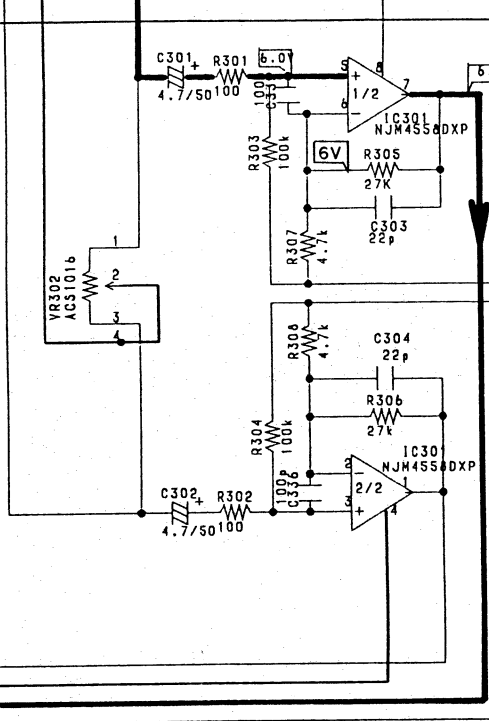 C301
+
R301
6.0V
4.7/50
100
100
C33
5
+
1/2
8
7
6
-
IC301
NJM4558DXP
6
R303
100k
6V
R305
27K
C303
22p
R307
4.7k
1
2
3
4
VR302
ACS1016
R308
4.7k
C304
22p
R306
27k
R304
100k
IC301
NJM4558DXP
2
-
2/2
1
3
+
4
100p
C336
C302
+
R302
4.7/50
100